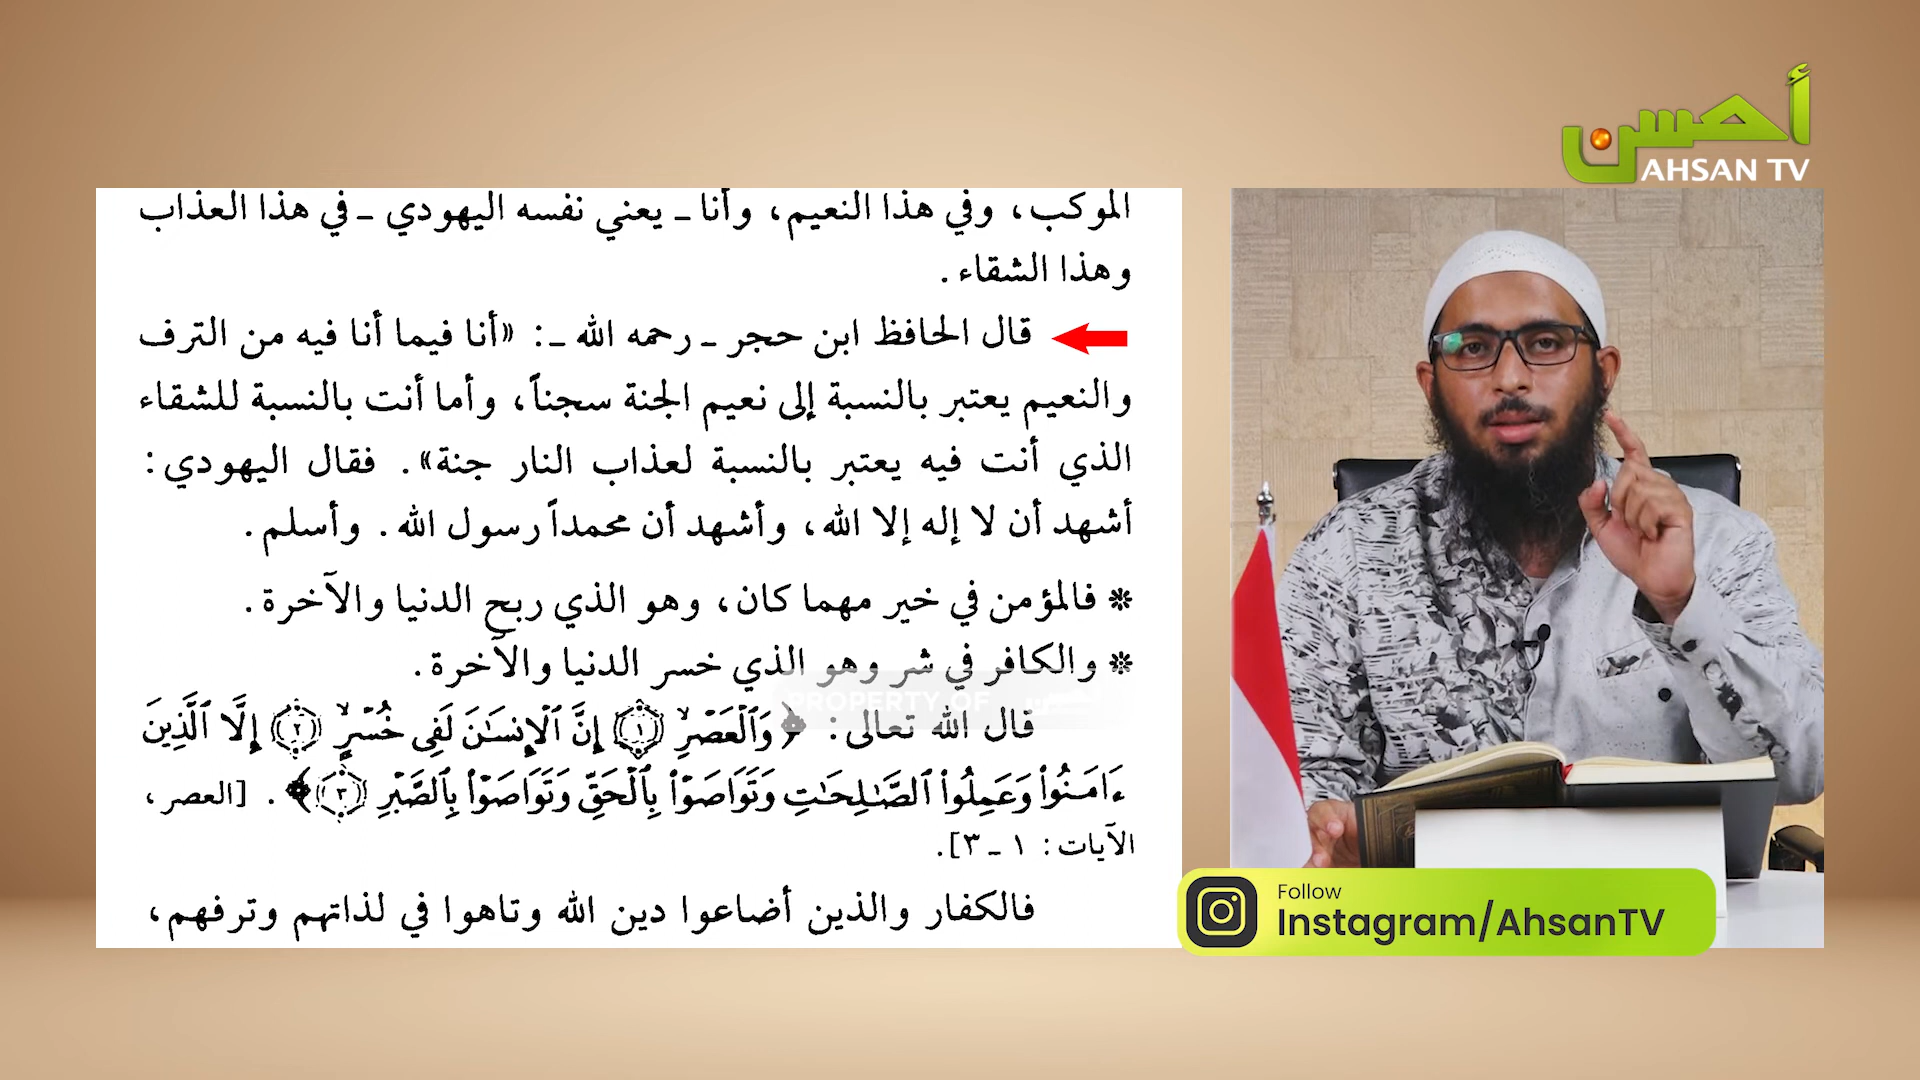 أحسن
AHSAN TV
الموكب، وفي هذا النعيم، وأنا ـ يعني نفسه اليهودي ـ في هذا العذاب
وهذا الشقاء.
قال الحافظ ابن حجر ـ رحمه الله ـ: «أنا فيما أنا فيه من الترف
والنعيم يعتبر بالنسبة إلى نعيم الجنة سجناً، وأما أنت بالنسبة للشقاء
الذي أنت فيه يعتبر بالنسبة لعذاب النار جنة». فقال اليهودي:
أشهد أن لا إله إلا الله، وأشهد أن محمداً رسول الله. وأسلم.
* فالمؤمن في خير مهما كان، وهو الذي ربح الدنيا والآخرة.
* والكافر في شر وهو الذي خسر الدنيا والآخرة.
PROPERTY OF أحسن
قال الله تعالى: ﴿وَٱلْعَصْرِ ﴿١﴾ إِنَّ ٱلْإِنسَـٰنَ لَفِى خُسْرٍ ﴿٢﴾ إِلَّا ٱلَّذِينَ
ءَامَنُوا۟ وَعَمِلُوا۟ ٱلصَّـٰلِحَـٰتِ وَتَوَاصَوْا۟ بِٱلْحَقِّ وَتَوَاصَوْا۟ بِٱلصَّبْرِ ﴿٣﴾﴾. [العصر،
الآيات: ١ ـ ٣].
فالكفار والذين أضاعوا دين الله وتاهوا في لذاتهم وترفهم،
Follow
Instagram/AhsanTV